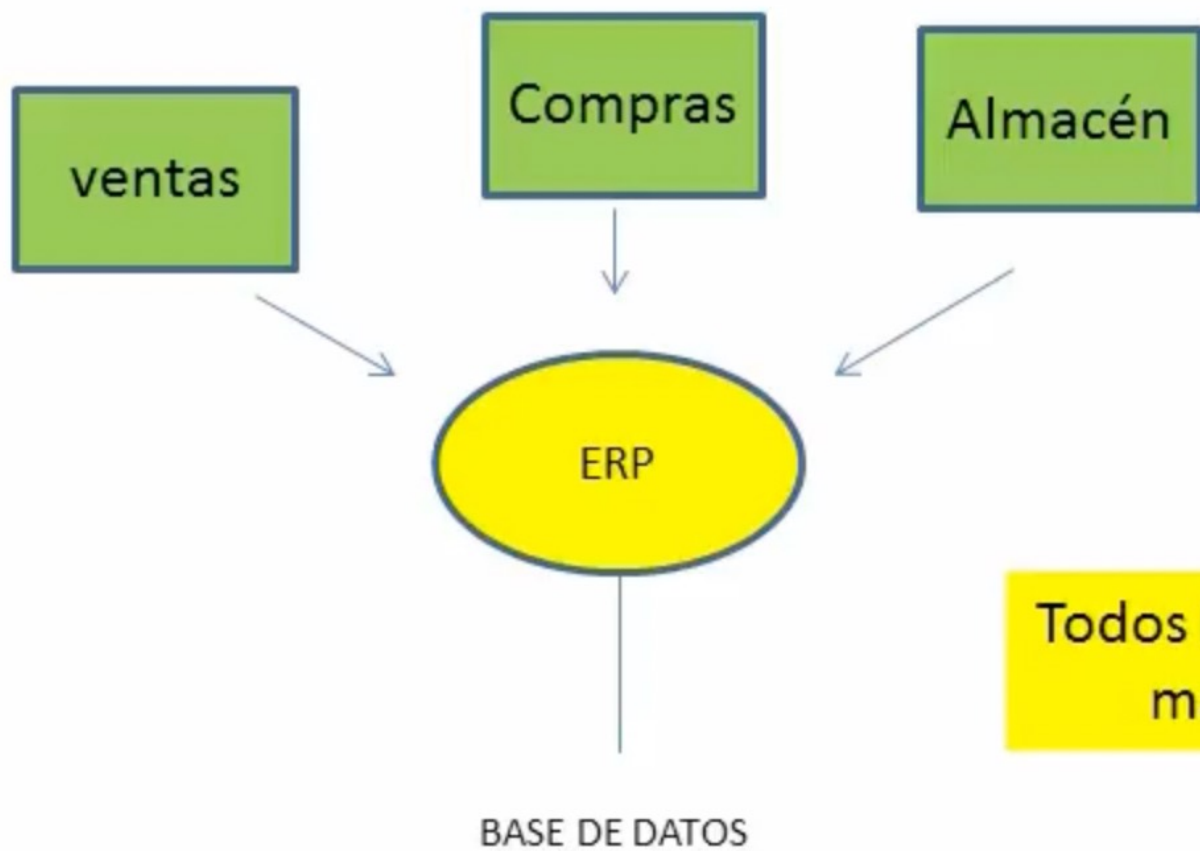 ventas
Compras
Almacén
ERP
Todos
BASE DE DATOS